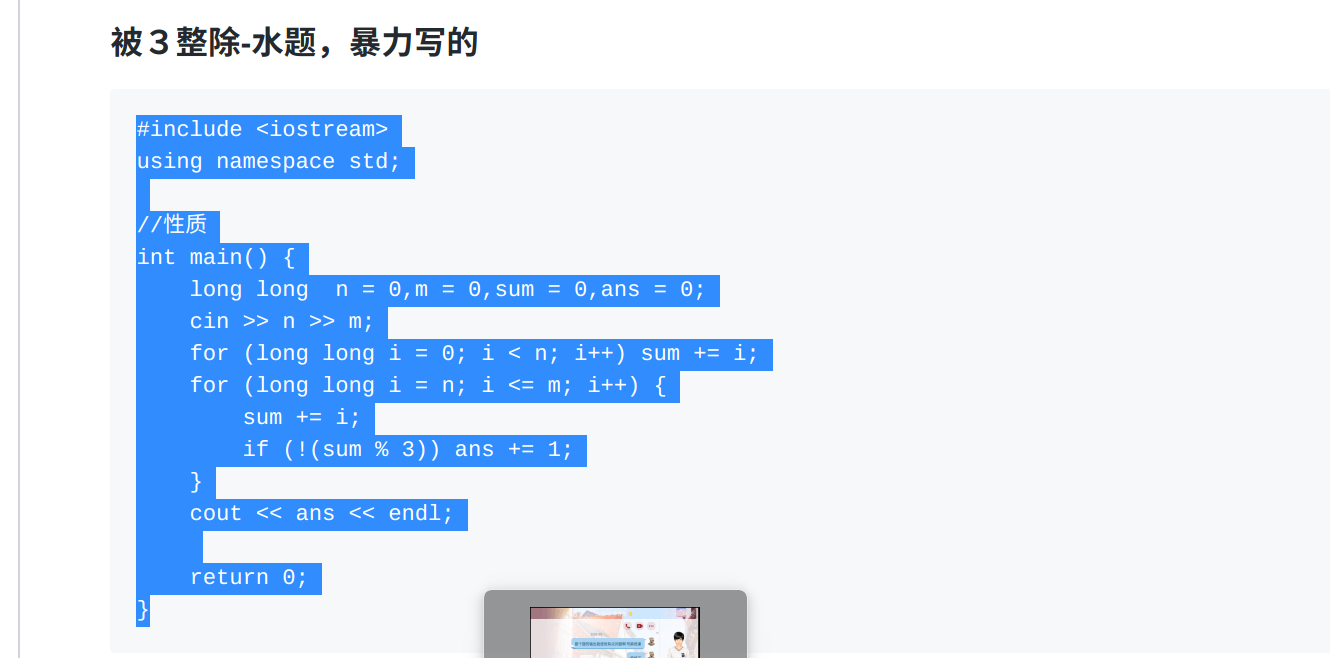 被３整除-水题，暴力写的
#include <iostream>
using namespace std;
//性质
int main() {
    long long  n = 0,m = 0,sum = 0,ans = 0;
    cin >> n >> m;
    for (long long i = 0; i < n; i++) sum += i;
    for (long long i = n; i <= m; i++) {
        sum += i;
        if (!(sum % 3)) ans += 1;
    }
    cout << ans << endl;
    return 0;
}